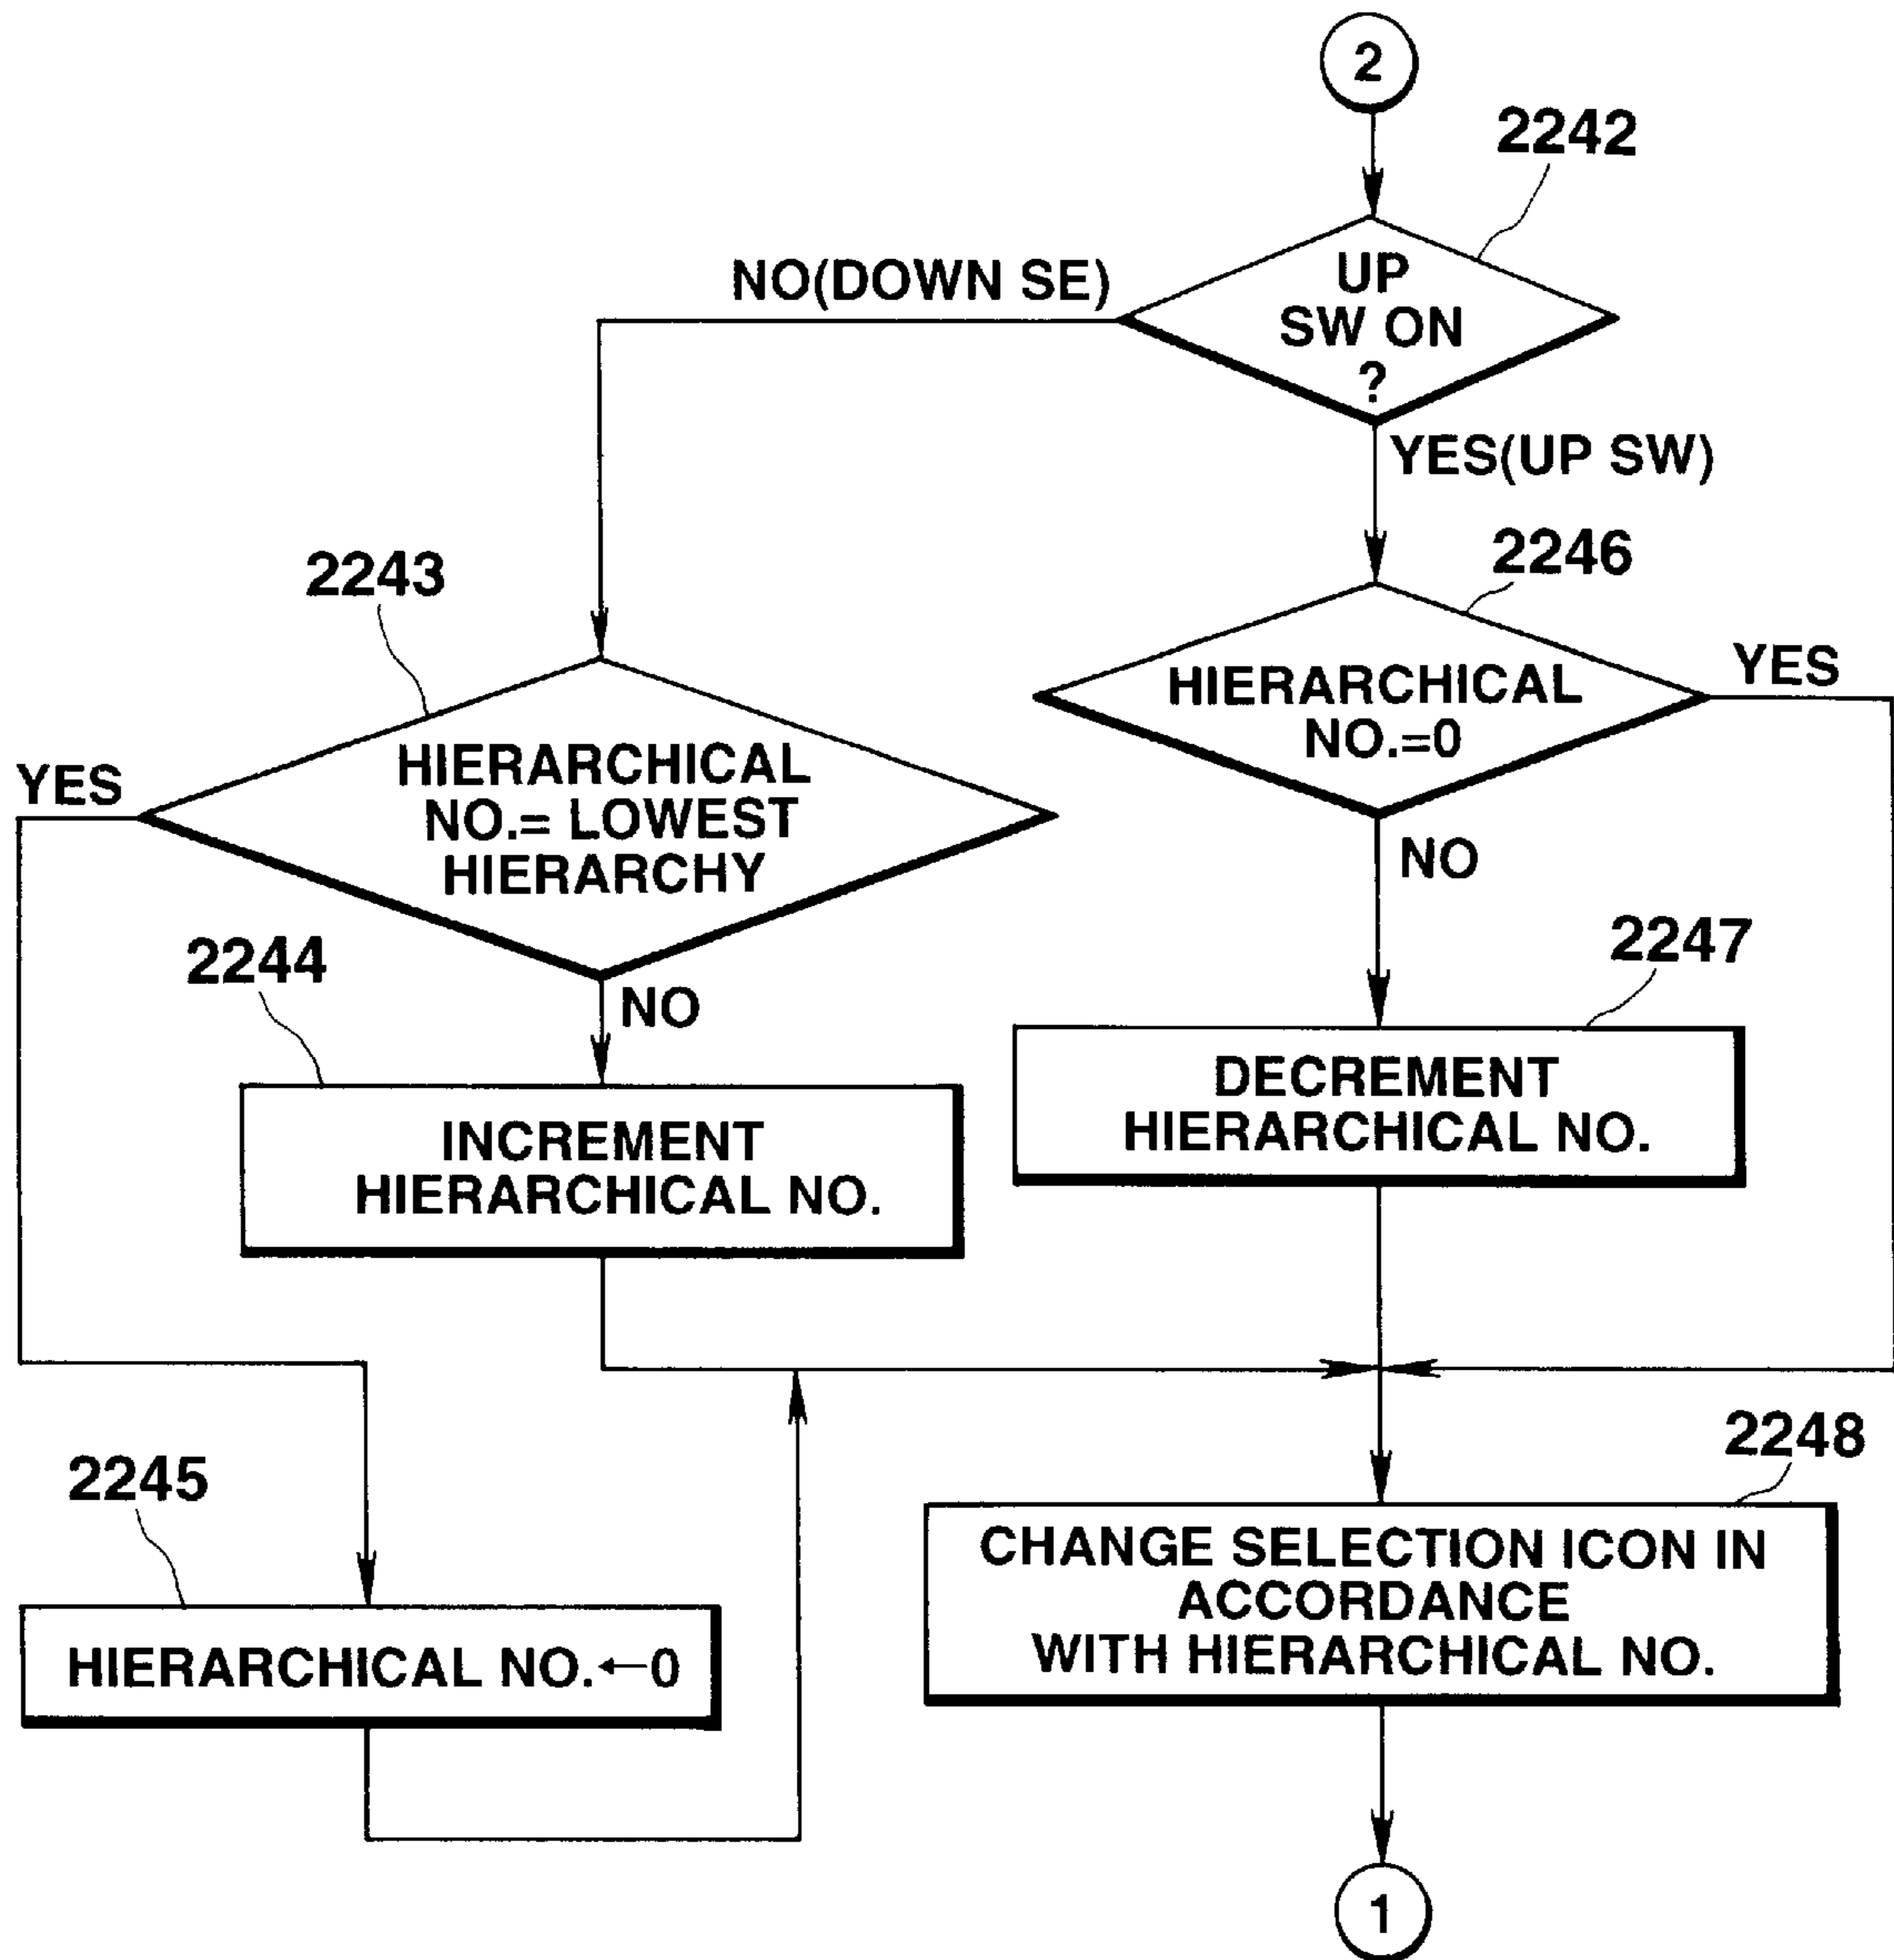 2
2242
NO(DOWN SE)
UP
SW ON
?
YES(UP SW)
2243
2246
HIERARCHICAL
NO.=0
YES
YES
HIERARCHICAL
NO.= LOWEST
HIERARCHY
NO
2247
2244
NO
DECREMENT
HIERARCHICAL NO.
INCREMENT
HIERARCHICAL NO.
2248
2245
CHANGE SELECTION ICON IN
ACCORDANCE
WITH HIERARCHICAL NO.
HIERARCHICAL NO.←0
1